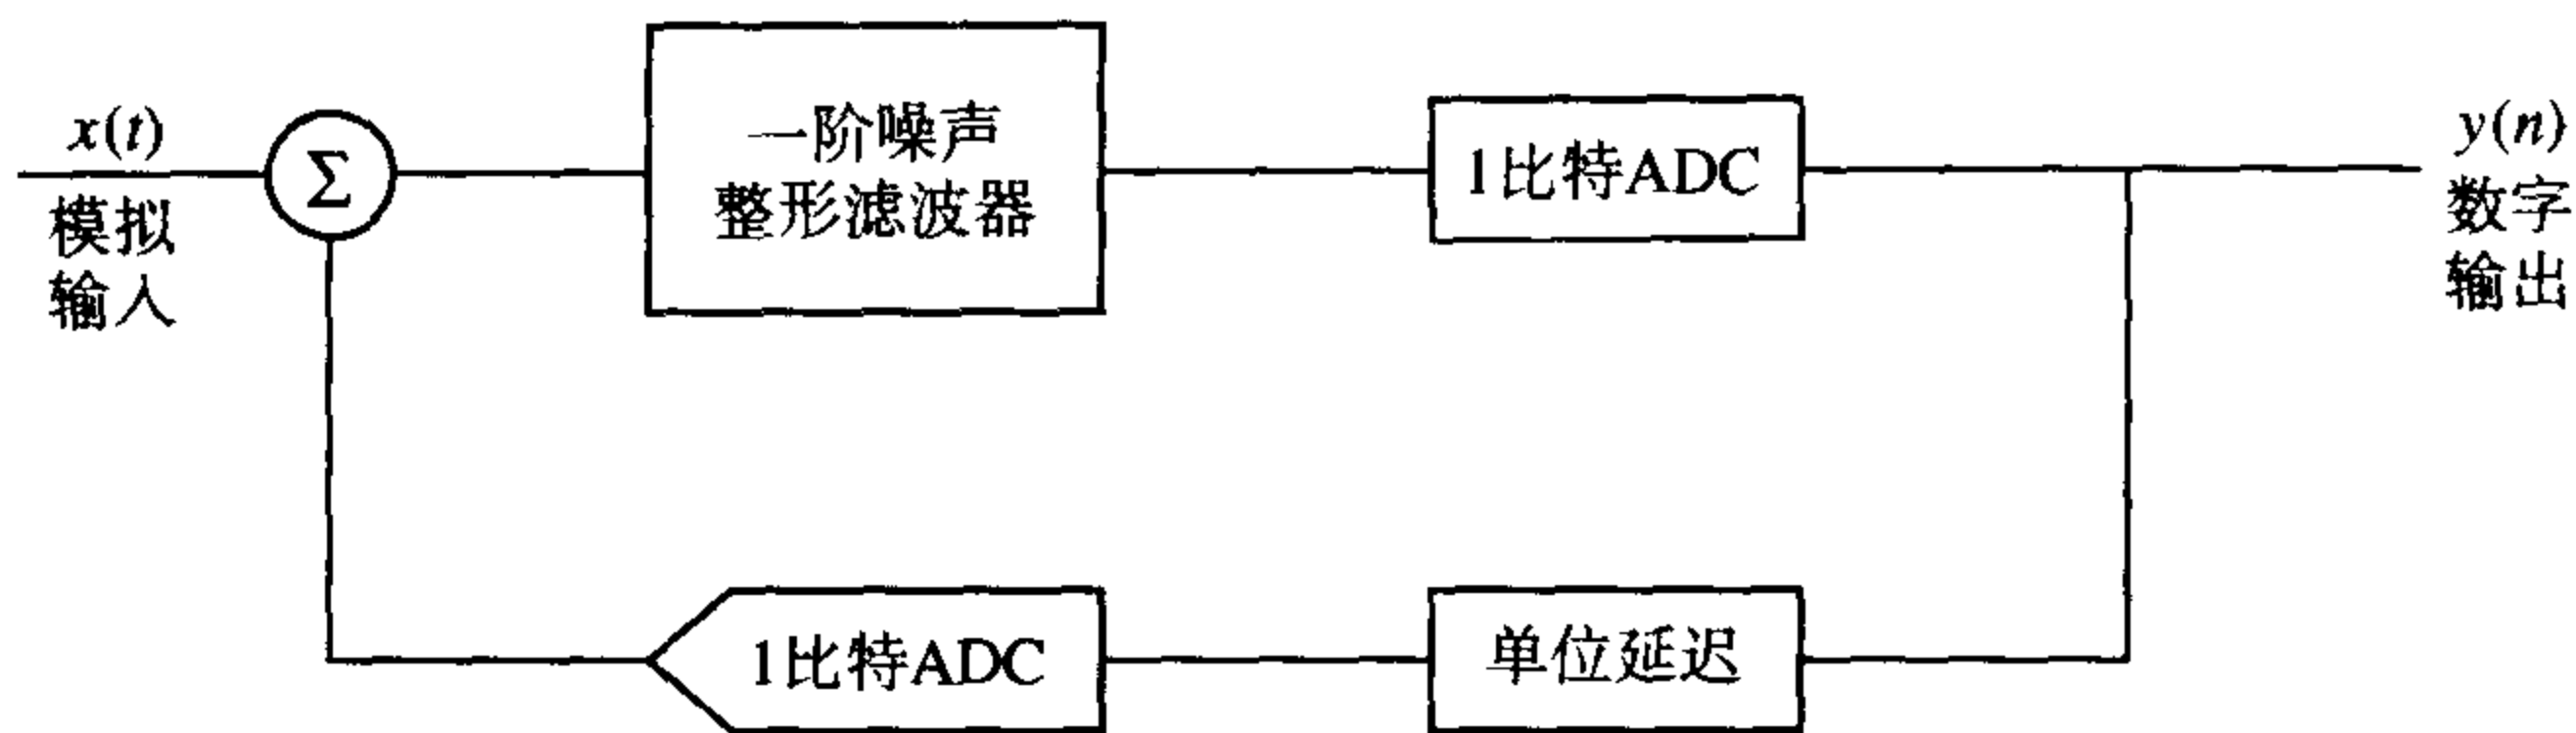 x(t)
模拟
输入
Σ
一阶噪声
整形滤波器
1比特ADC
y(n)
数字
输出
1比特ADC
单位延迟